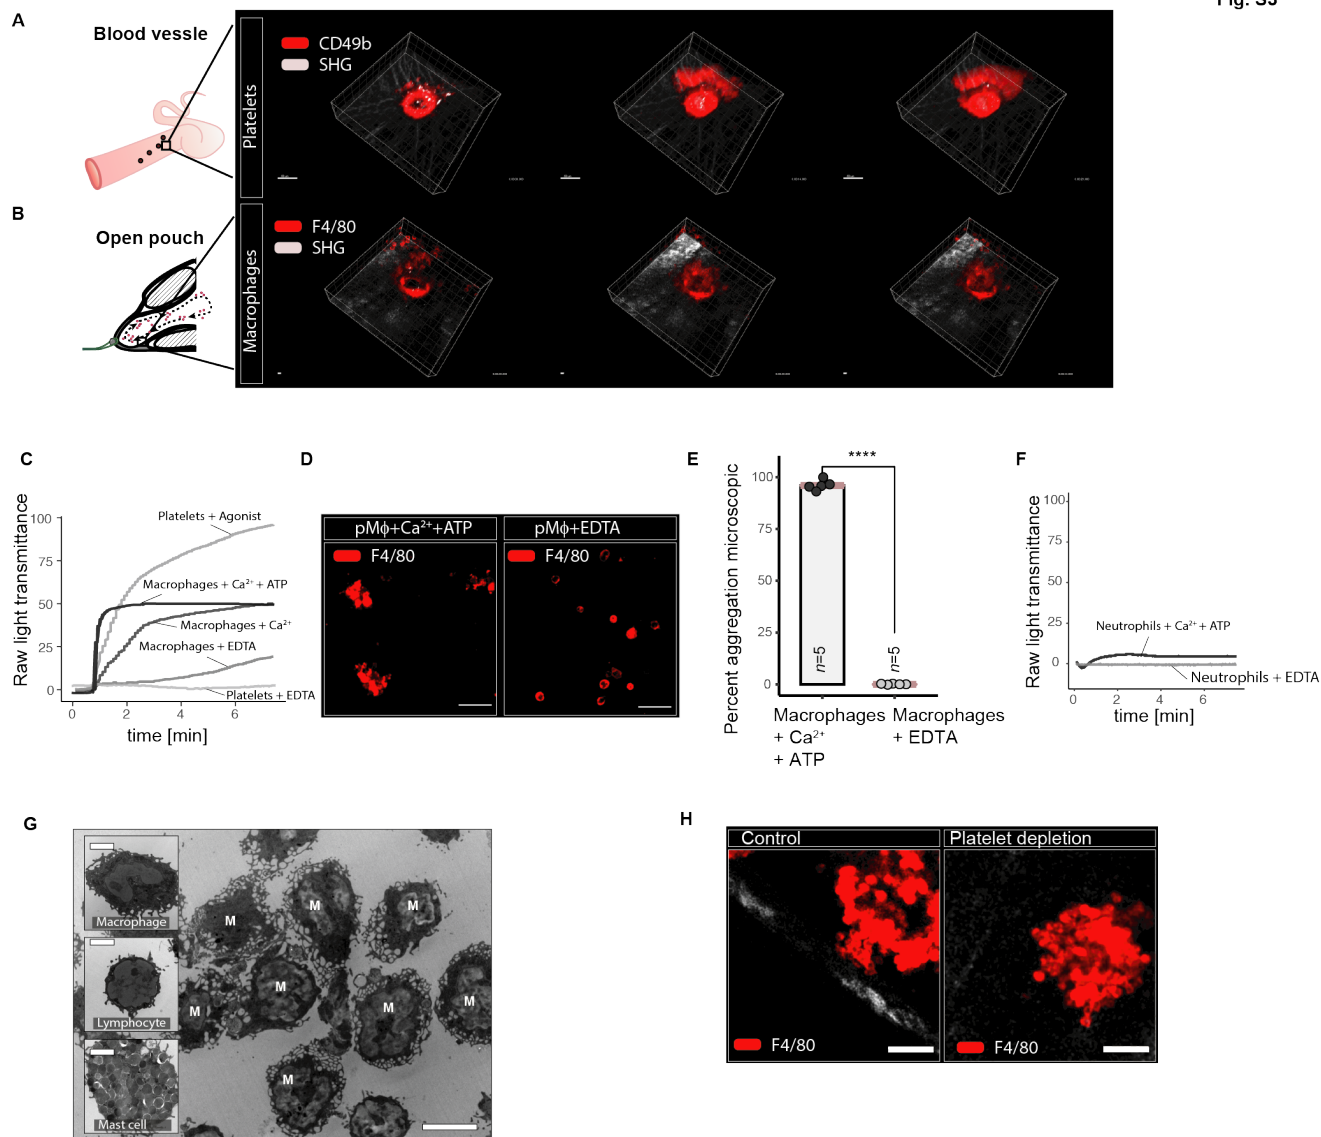 Fig. S3
A
Blood vessle
Platelets
CD49b
SHG
B
Open pouch
Macrophages
F4/80
SHG
C
Raw light transmittance
100
75
50
25
0
Platelets + Agonist
Macrophages + Ca²⁺ + ATP
Macrophages + Ca²⁺
Macrophages + EDTA
Platelets + EDTA
0 2 4 6
time [min]
D
pMϕ+Ca²⁺+ATP
pMϕ+EDTA
F4/80
F4/80
E
Percent aggregation microscopic
100
75
50
25
0
****
n=5
n=5
Macrophages
+ Ca²⁺
+ ATP
Macrophages
+ EDTA
F
Raw light transmittance
100
75
50
25
0
Neutrophils + Ca²⁺ + ATP
Neutrophils + EDTA
0 2 4 6
time [min]
G
Macrophage
Lymphocyte
Mast cell
M
M
M
M
M
M
M
M
H
Control
Platelet depletion
F4/80
F4/80